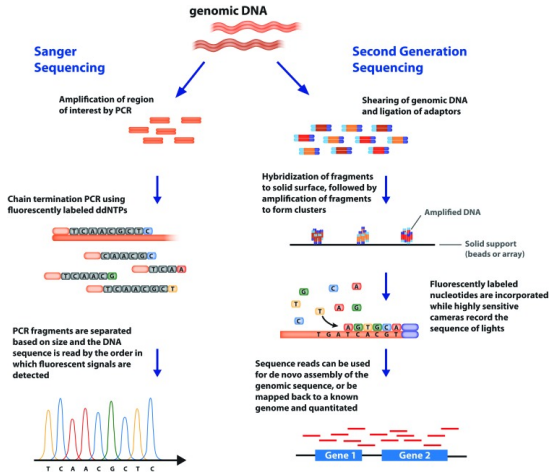 genomic DNA
Sanger
Sequencing
Second Generation
Sequencing
Amplification of region
of interest by PCR
Shearing of genomic DNA
and ligation of adaptors
Chain termination PCR using
fluorescently labeled ddNTPs
TCAACGCTC
CAACGC
TCAA
TCAACG
TCAACGCT
Hybridization of fragments
to solid surface, followed by
amplification of fragments
to form clusters
Amplified DNA
Solid support
(beads or array)
PCR fragments are separated
based on size and the DNA
sequence is read by the order in
which fluorescent signals are
detected
Fluorescently labeled
nucleotides are incorporated
while highly sensitive
cameras record the
sequence of lights
G C A
T T A G
AGTGCA
TGATCACGT
Sequence reads can be used
for de novo assembly of the
genomic sequence, or be
mapped back to a known
genome and quantitated
T C A A C G C T C
Gene 1 Gene 2